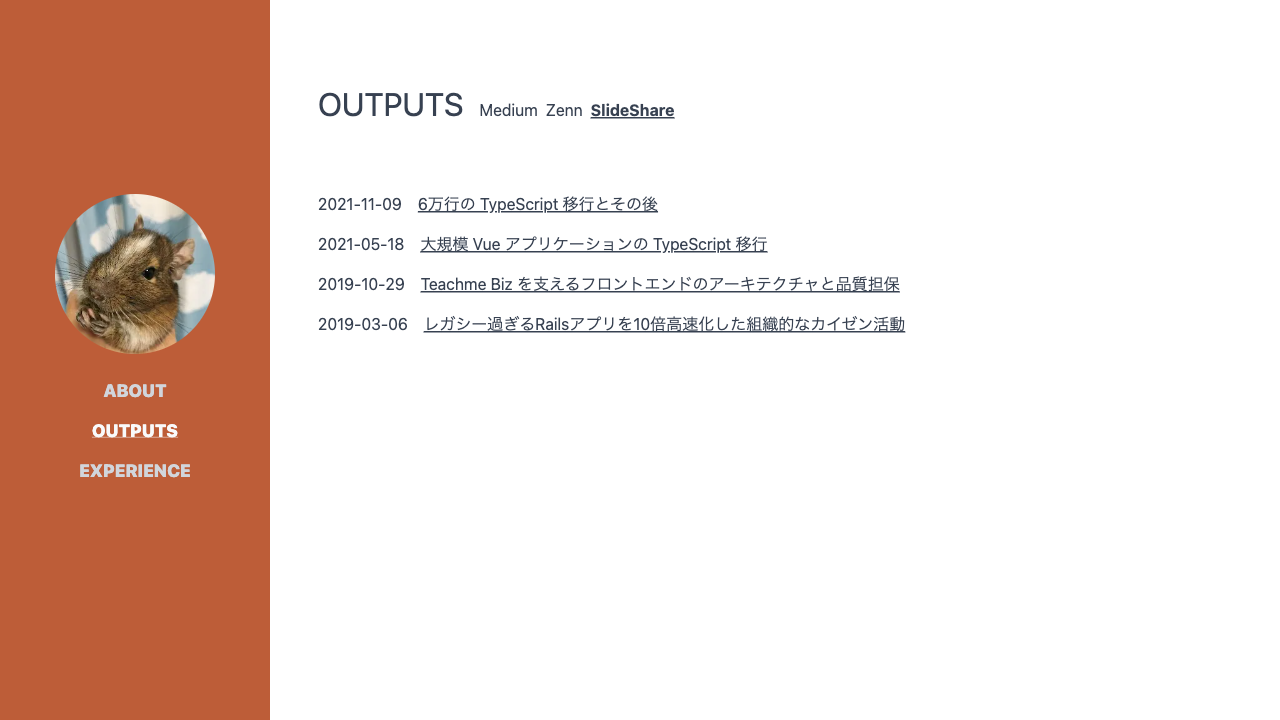 ABOUT
OUTPUTS
EXPERIENCE
OUTPUTS Medium Zenn SlideShare
2021-11-09 6万行の TypeScript 移行とその後
2021-05-18 大規模 Vue アプリケーションの TypeScript 移行
2019-10-29 Teachme Biz を支えるフロントエンドのアーキテクチャと品質担保
2019-03-06 レガシー過ぎるRailsアプリを10倍高速化した組織的なカイゼン活動